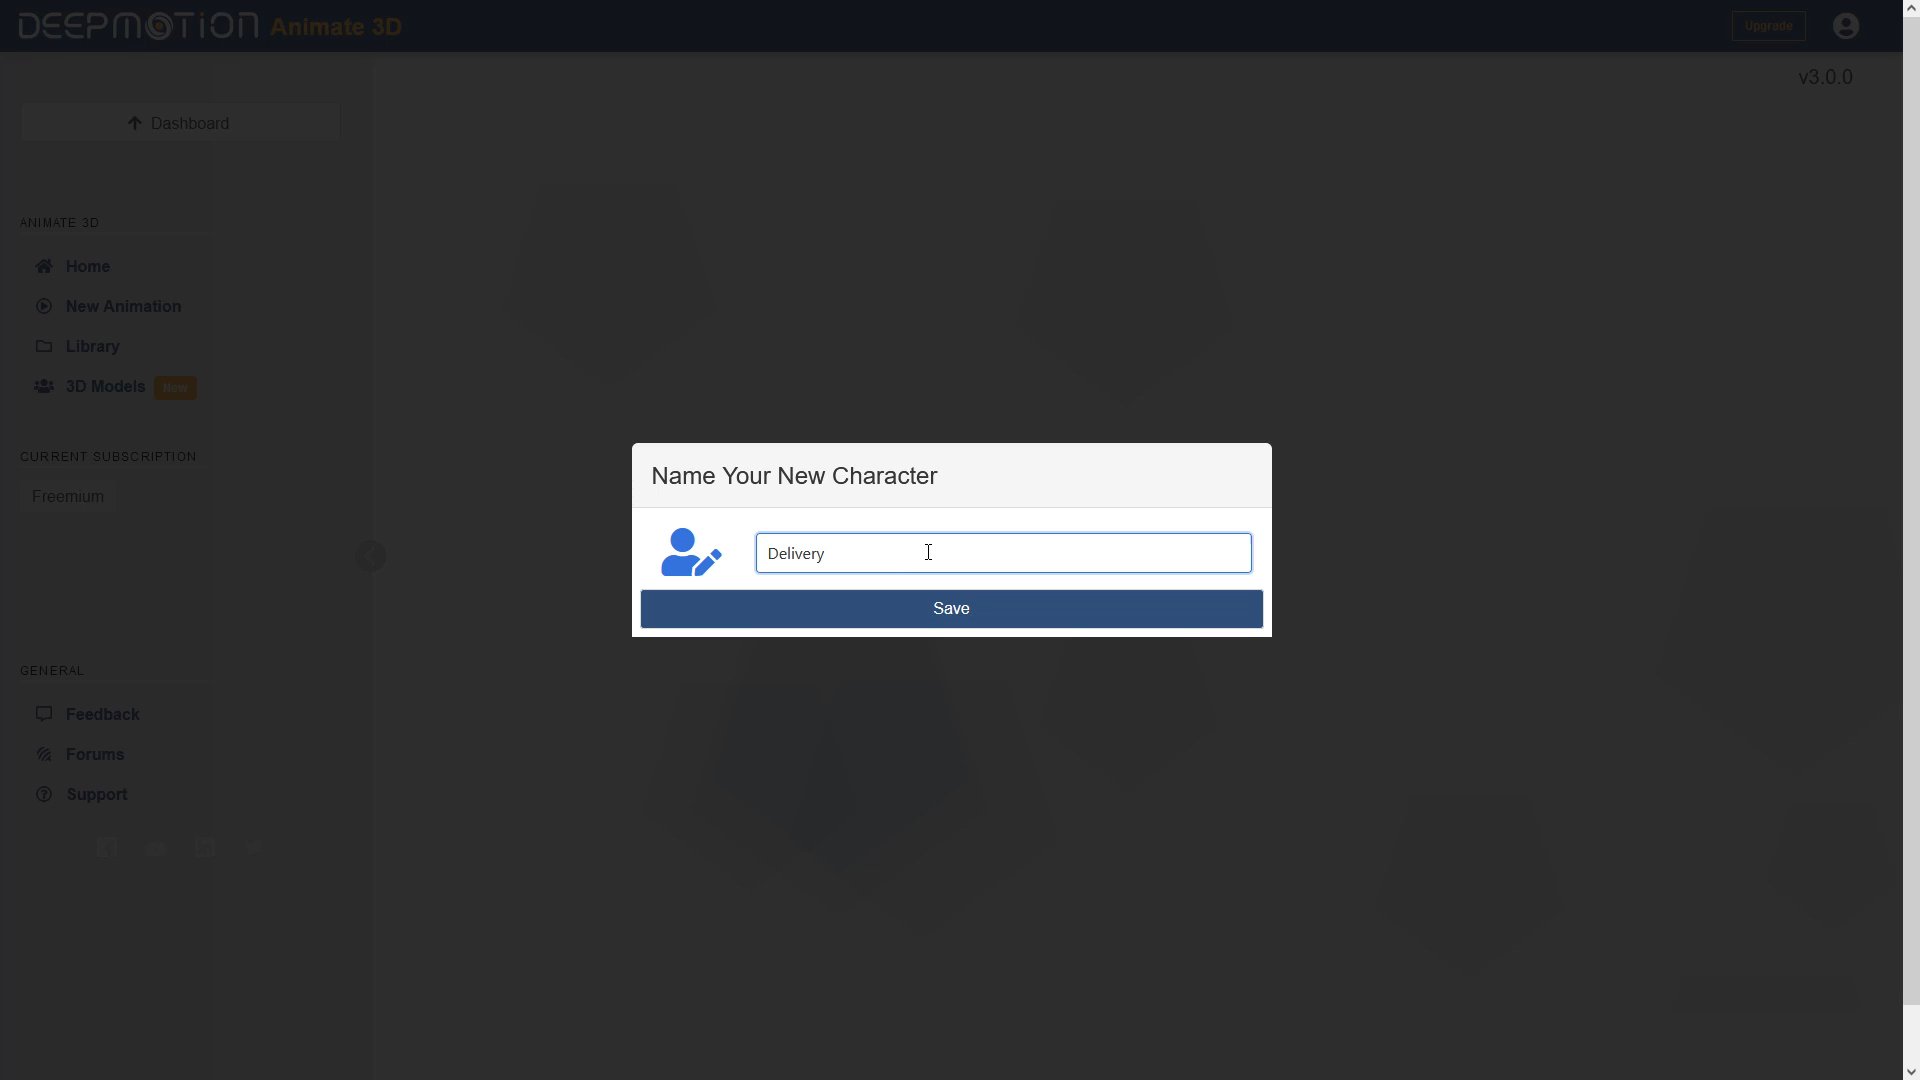 DEEPMOTION Animate 3D
Upgrade
v3.0.0
Dashboard
ANIMATE 3D
Home
New Animation
Library
3D Models New
CURRENT SUBSCRIPTION
Freemium
Name Your New Character
Delivery
Save
GENERAL
Feedback
Forums
Support